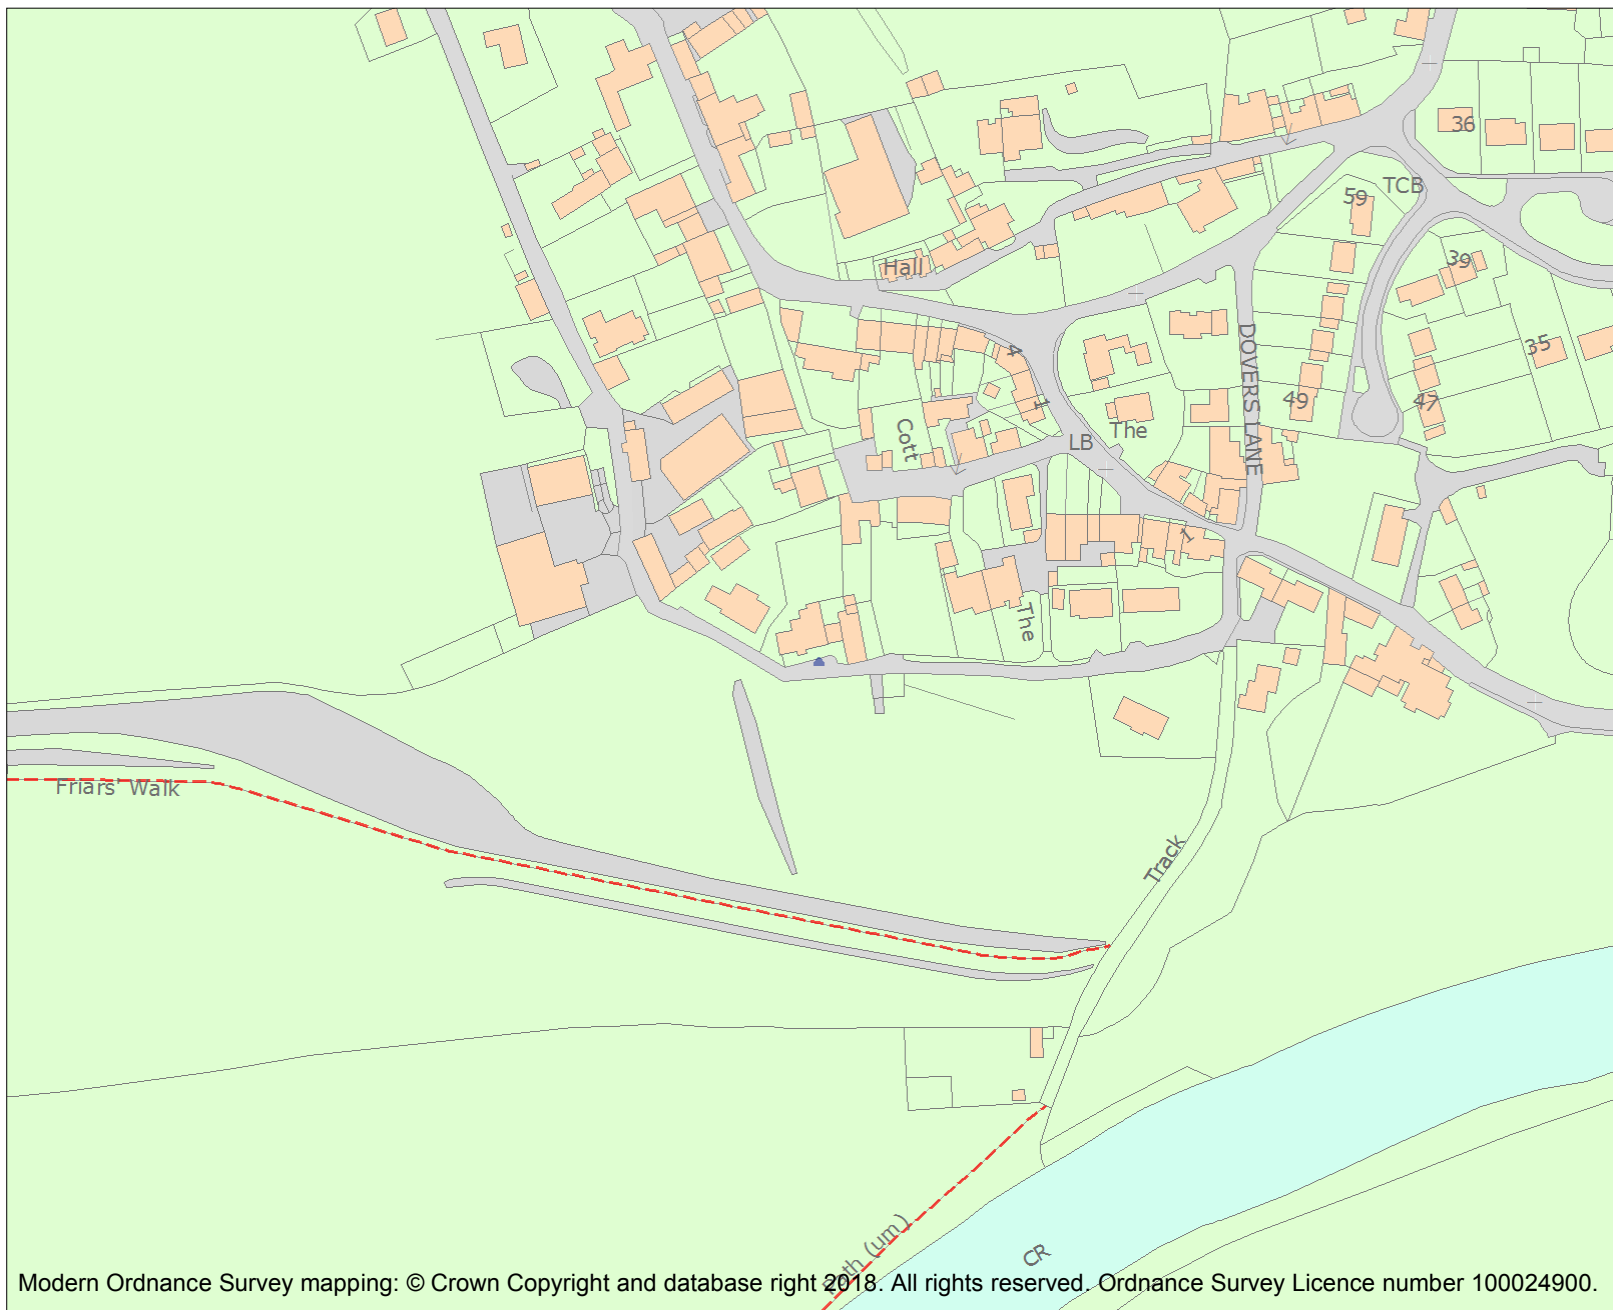 36
TCB
59
39
Hall
35
4
DOVERS LANE
1
49
47
Cott
The
LB
1
The
Friars' Walk
Track
Path (um)
CR
Modern Ordnance Survey mapping: © Crown Copyright and database right 2018. All rights reserved. Ordnance Survey Licence number 100024900.